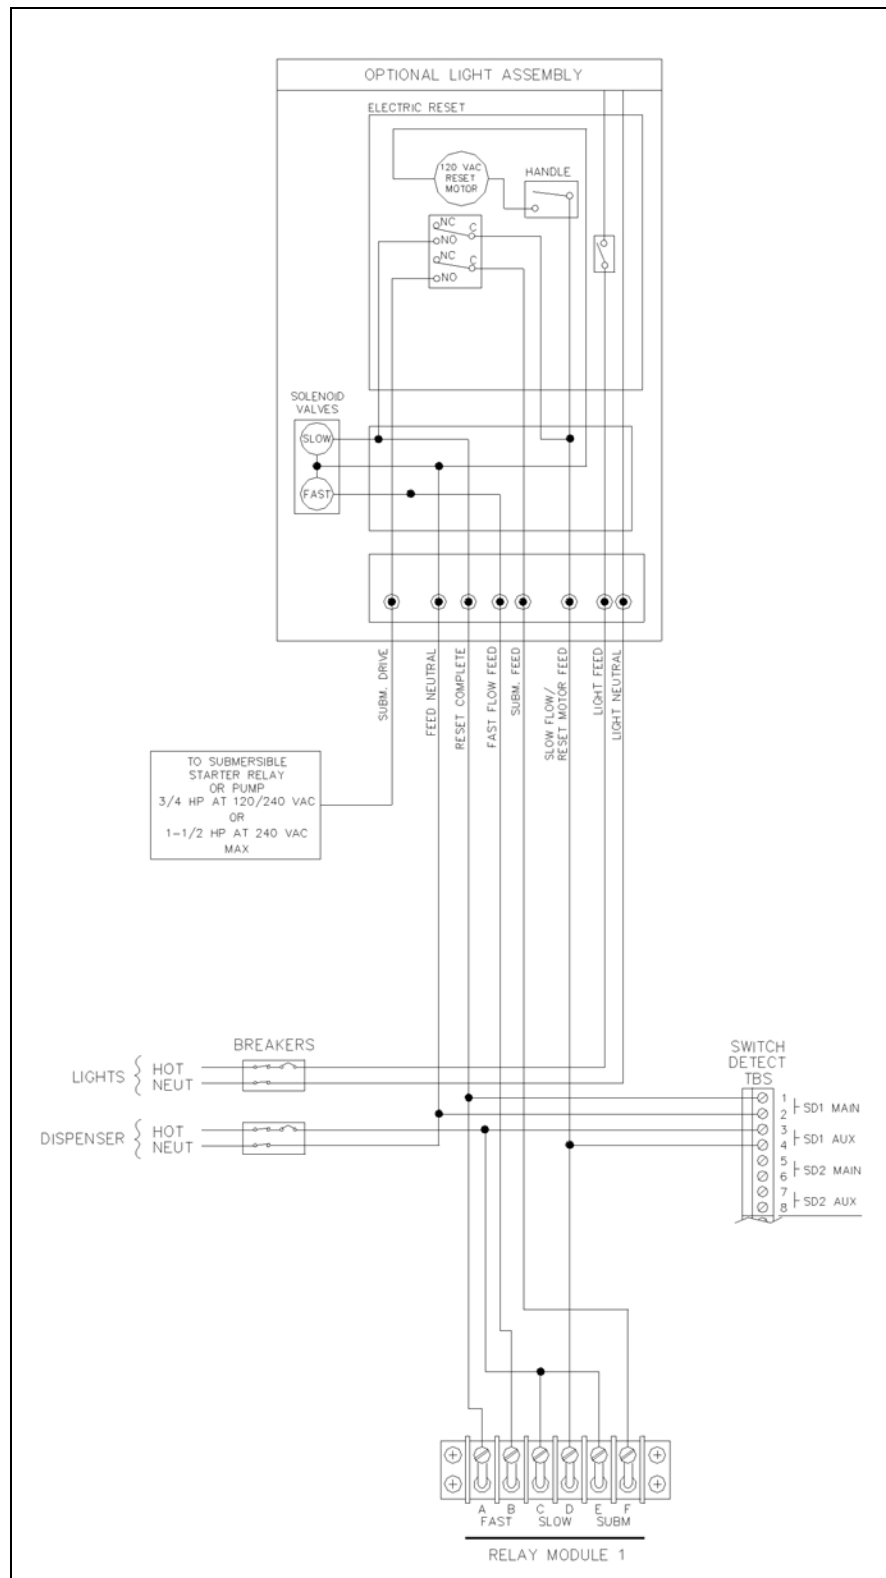 OPTIONAL LIGHT ASSEMBLY
ELECTRIC RESET
120 VAC
RESET
MOTOR
HANDLE
NC
C
NO
NC
C
NO
SOLENOID
VALVES
SLOW
FAST
SUBM. DRIVE
FEED NEUTRAL
RESET COMPLETE
FAST FLOW FEED
SUBM. FEED
SLOW FLOW/
RESET MOTOR FEED
LIGHT FEED
LIGHT NEUTRAL
TO SUBMERSIBLE
STARTER RELAY
OR PUMP
3/4 HP AT 120/240 VAC
OR
1-1/2 HP AT 240 VAC
MAX
BREAKERS
LIGHTS
HOT
NEUT
DISPENSER
HOT
NEUT
SWITCH
DETECT
TBS
1
2
SD1 MAIN
3
4
SD1 AUX
5
6
SD2 MAIN
7
8
SD2 AUX
A B C D E F
FAST SLOW SUBM
RELAY MODULE 1